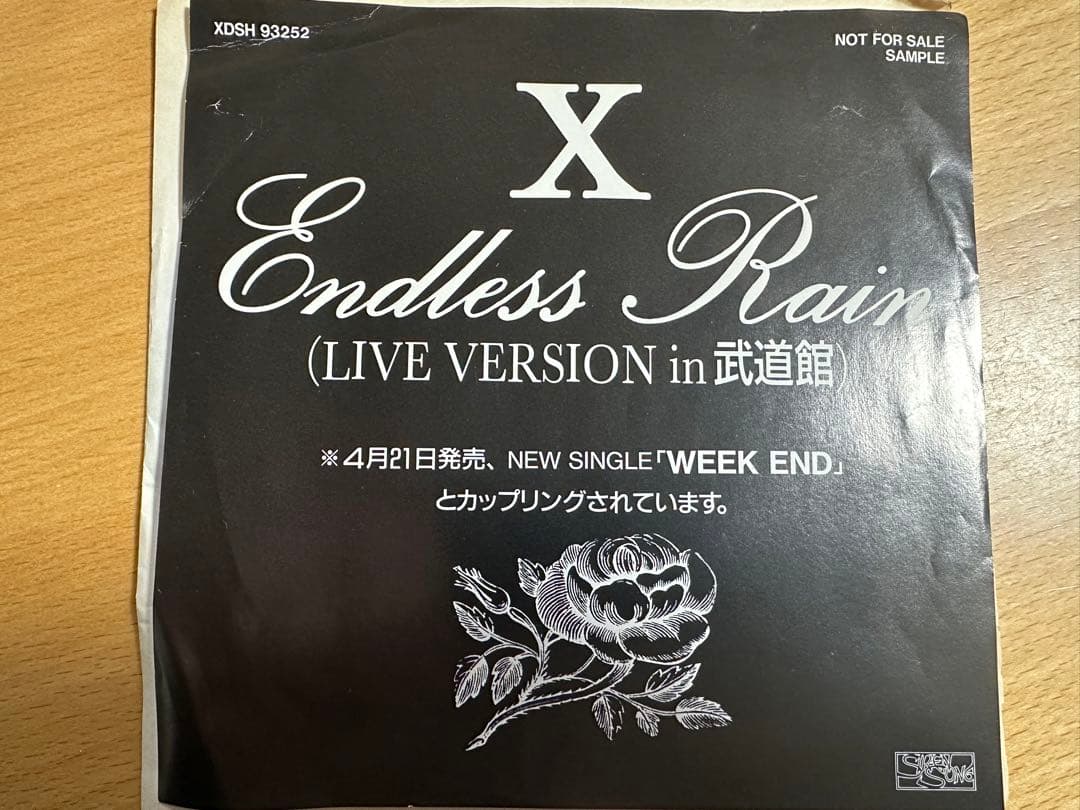 XDSH 93252
NOT FOR SALE
SAMPLE
X
Endless Rain
(LIVE VERSION in 武道館)
※4月21日発売、NEW SINGLE「WEEK END」
とカップリングされています。
SIREN SONG